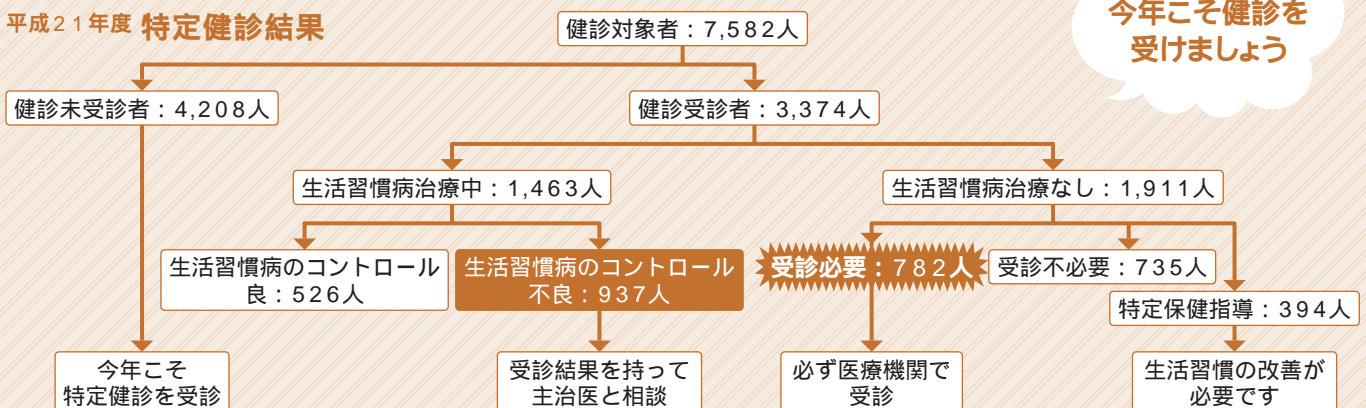 平成21年度 特定健診結果
今年こそ健診を
受けましょう
健診対象者：7,582人
健診未受診者：4,208人
健診受診者：3,374人
生活習慣病治療中：1,463人
生活習慣病治療なし：1,911人
生活習慣病のコントロール
良：526人
生活習慣病のコントロール
不良：937人
受診必要：782人
受診不必要：735人
特定保健指導：394人
今年こそ
特定健診を受診
受診結果を持って
主治医と相談
必ず医療機関で
受診
生活習慣の改善が
必要です